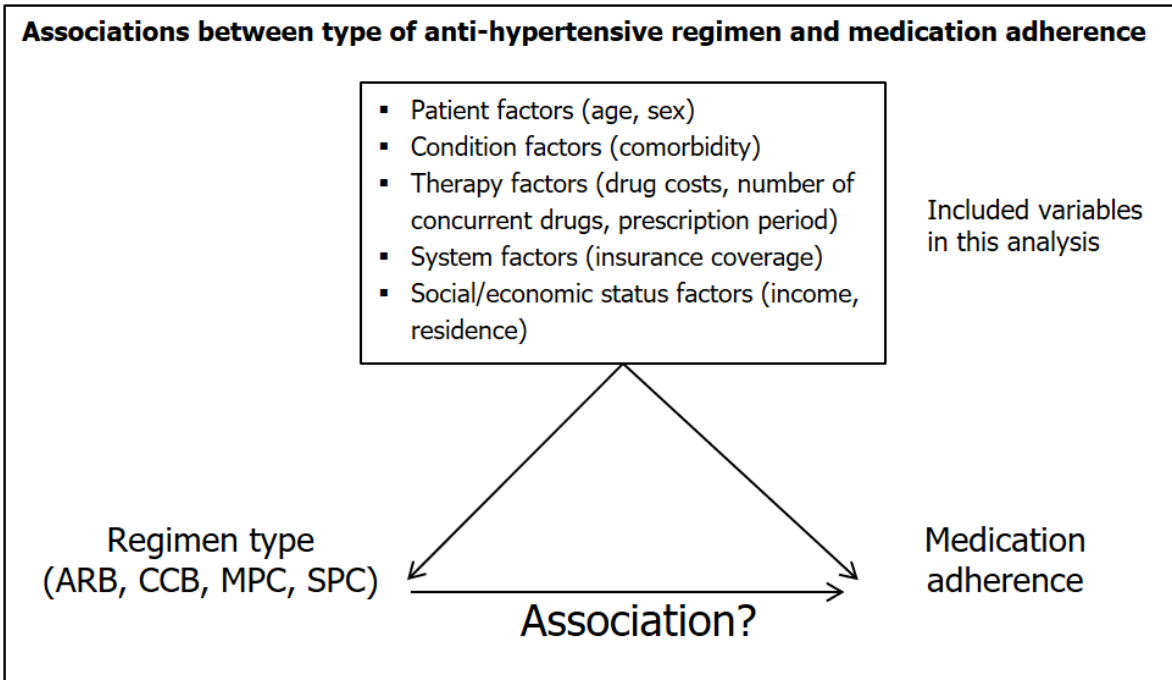 Associations between type of anti-hypertensive regimen and medication adherence
▪ Patient factors (age, sex)
▪ Condition factors (comorbidity)
▪ Therapy factors (drug costs, number of
concurrent drugs, prescription period)
▪ System factors (insurance coverage)
▪ Social/economic status factors (income,
residence)
Included variables
in this analysis
Regimen type
(ARB, CCB, MPC, SPC)
Medication
adherence
Association?